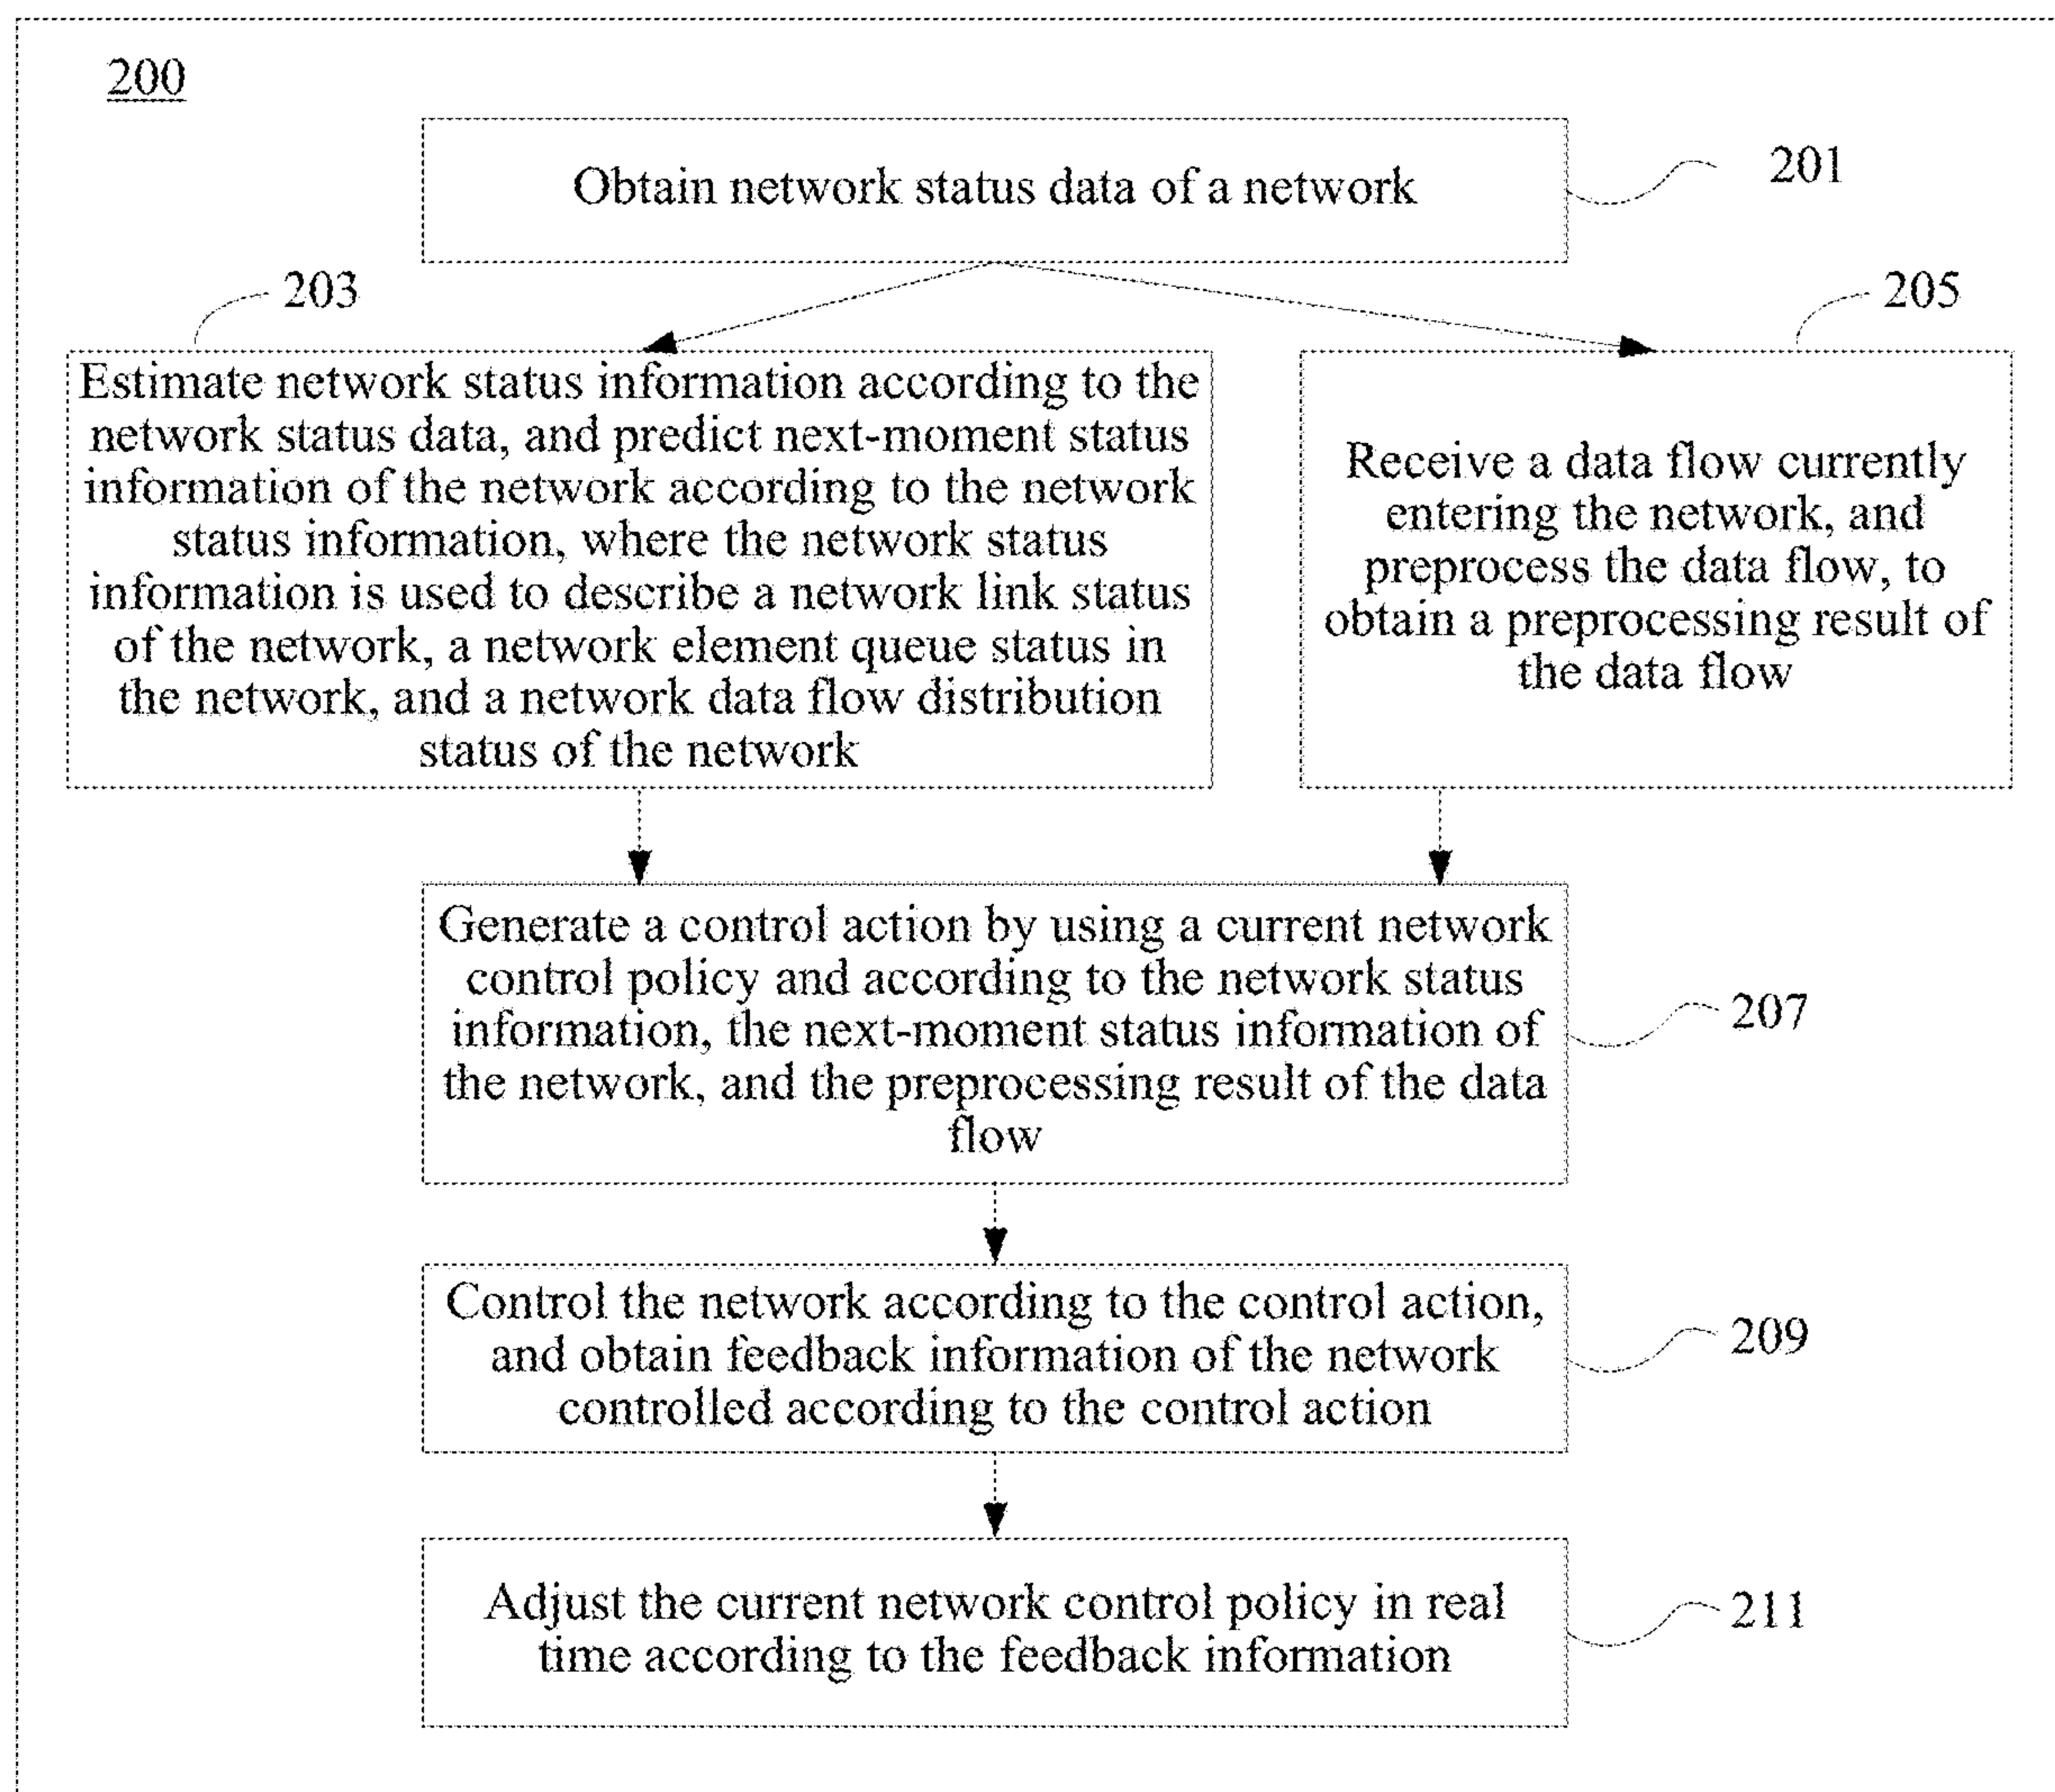 200
Obtain network status data of a network
201
203
Estimate network status information according to the
network status data, and predict next-moment status
information of the network according to the network
status information, where the network status
information is used to describe a network link status
of the network, a network element queue status in
the network, and a network data flow distribution
status of the network
205
Receive a data flow currently
entering the network, and
preprocess the data flow, to
obtain a preprocessing result of
the data flow
Generate a control action by using a current network
control policy and according to the network status
information, the next-moment status information of
the network, and the preprocessing result of the data
flow
207
Control the network according to the control action,
and obtain feedback information of the network
controlled according to the control action
209
Adjust the current network control policy in real
time according to the feedback information
211